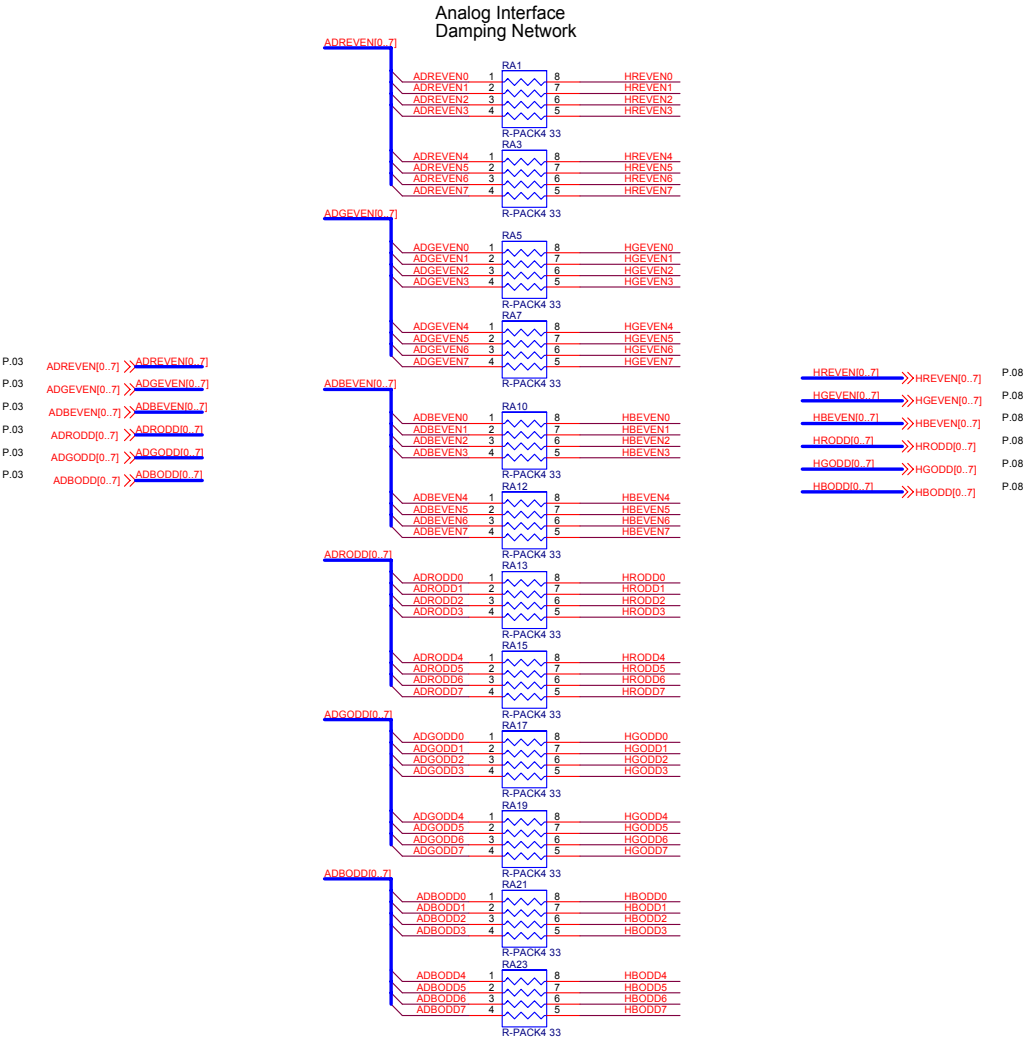 Analog Interface
Damping Network
ADREVEN[0..7]
RA1
ADREVEN0 1 8 HREVEN0
ADREVEN1 2 7 HREVEN1
ADREVEN2 3 6 HREVEN2
ADREVEN3 4 5 HREVEN3
R-PACK4 33
RA3
ADREVEN4 1 8 HREVEN4
ADREVEN5 2 7 HREVEN5
ADREVEN6 3 6 HREVEN6
ADREVEN7 4 5 HREVEN7
R-PACK4 33
ADGEVEN[0..7]
RA5
ADGEVEN0 1 8 HGEVEN0
ADGEVEN1 2 7 HGEVEN1
ADGEVEN2 3 6 HGEVEN2
ADGEVEN3 4 5 HGEVEN3
R-PACK4 33
RA7
ADGEVEN4 1 8 HGEVEN4
ADGEVEN5 2 7 HGEVEN5
ADGEVEN6 3 6 HGEVEN6
ADGEVEN7 4 5 HGEVEN7
R-PACK4 33
P.03 ADREVEN[0..7] ADREVEN[0..7]
P.03 ADGEVEN[0..7] ADGEVEN[0..7]
P.03 ADBEVEN[0..7] ADBEVEN[0..7]
P.03 ADRODD[0..7] ADRODD[0..7]
P.03 ADGODD[0..7] ADGODD[0..7]
P.03 ADBODD[0..7] ADBODD[0..7]
HREVEN[0..7] HREVEN[0..7] P.08
HGEVEN[0..7] HGEVEN[0..7] P.08
HBEVEN[0..7] HBEVEN[0..7] P.08
HRODD[0..7] HRODD[0..7] P.08
HGODD[0..7] HGODD[0..7] P.08
HBODD[0..7] HBODD[0..7] P.08
ADBEVEN[0..7]
RA10
ADBEVEN0 1 8 HBEVEN0
ADBEVEN1 2 7 HBEVEN1
ADBEVEN2 3 6 HBEVEN2
ADBEVEN3 4 5 HBEVEN3
R-PACK4 33
RA12
ADBEVEN4 1 8 HBEVEN4
ADBEVEN5 2 7 HBEVEN5
ADBEVEN6 3 6 HBEVEN6
ADBEVEN7 4 5 HBEVEN7
R-PACK4 33
ADRODD[0..7]
RA13
ADRODD0 1 8 HRODD0
ADRODD1 2 7 HRODD1
ADRODD2 3 6 HRODD2
ADRODD3 4 5 HRODD3
R-PACK4 33
RA15
ADRODD4 1 8 HRODD4
ADRODD5 2 7 HRODD5
ADRODD6 3 6 HRODD6
ADRODD7 4 5 HRODD7
R-PACK4 33
ADGODD[0..7]
RA17
ADGODD0 1 8 HGODD0
ADGODD1 2 7 HGODD1
ADGODD2 3 6 HGODD2
ADGODD3 4 5 HGODD3
R-PACK4 33
RA19
ADGODD4 1 8 HGODD4
ADGODD5 2 7 HGODD5
ADGODD6 3 6 HGODD6
ADGODD7 4 5 HGODD7
R-PACK4 33
ADBODD[0..7]
RA21
ADBODD0 1 8 HBODD0
ADBODD1 2 7 HBODD1
ADBODD2 3 6 HBODD2
ADBODD3 4 5 HBODD3
R-PACK4 33
RA23
ADBODD4 1 8 HBODD4
ADBODD5 2 7 HBODD5
ADBODD6 3 6 HBODD6
ADBODD7 4 5 HBODD7
R-PACK4 33